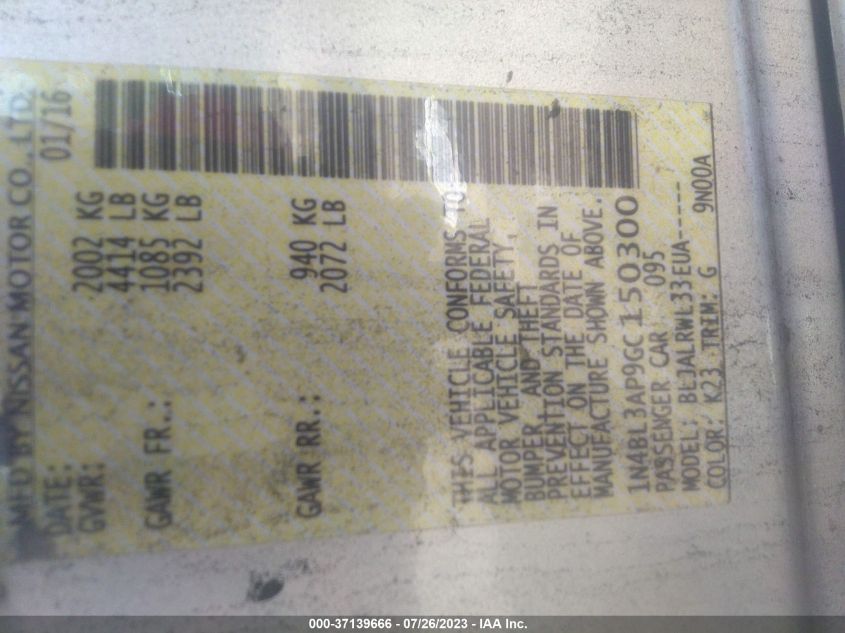 MFD BY NISSAN MOTOR CO., LTD.
DATE: 01/16
GVWR: 2002 KG
4414 LB
GAWR FR.: 1085 KG
2392 LB
GAWR RR.: 940 KG
2072 LB
THIS VEHICLE CONFORMS TO
ALL APPLICABLE FEDERAL
MOTOR VEHICLE SAFETY,
BUMPER AND THEFT
PREVENTION STANDARDS IN
EFFECT ON THE DATE OF
MANUFACTURE SHOWN ABOVE.
1N4BL3AP9GC150300
PASSENGER CAR 095
MODEL: BL3ALRWL33EUA-----
COLOR: K23 TRIM: G 9N00A
000-37139666 - 07/26/2023 - IAA Inc.